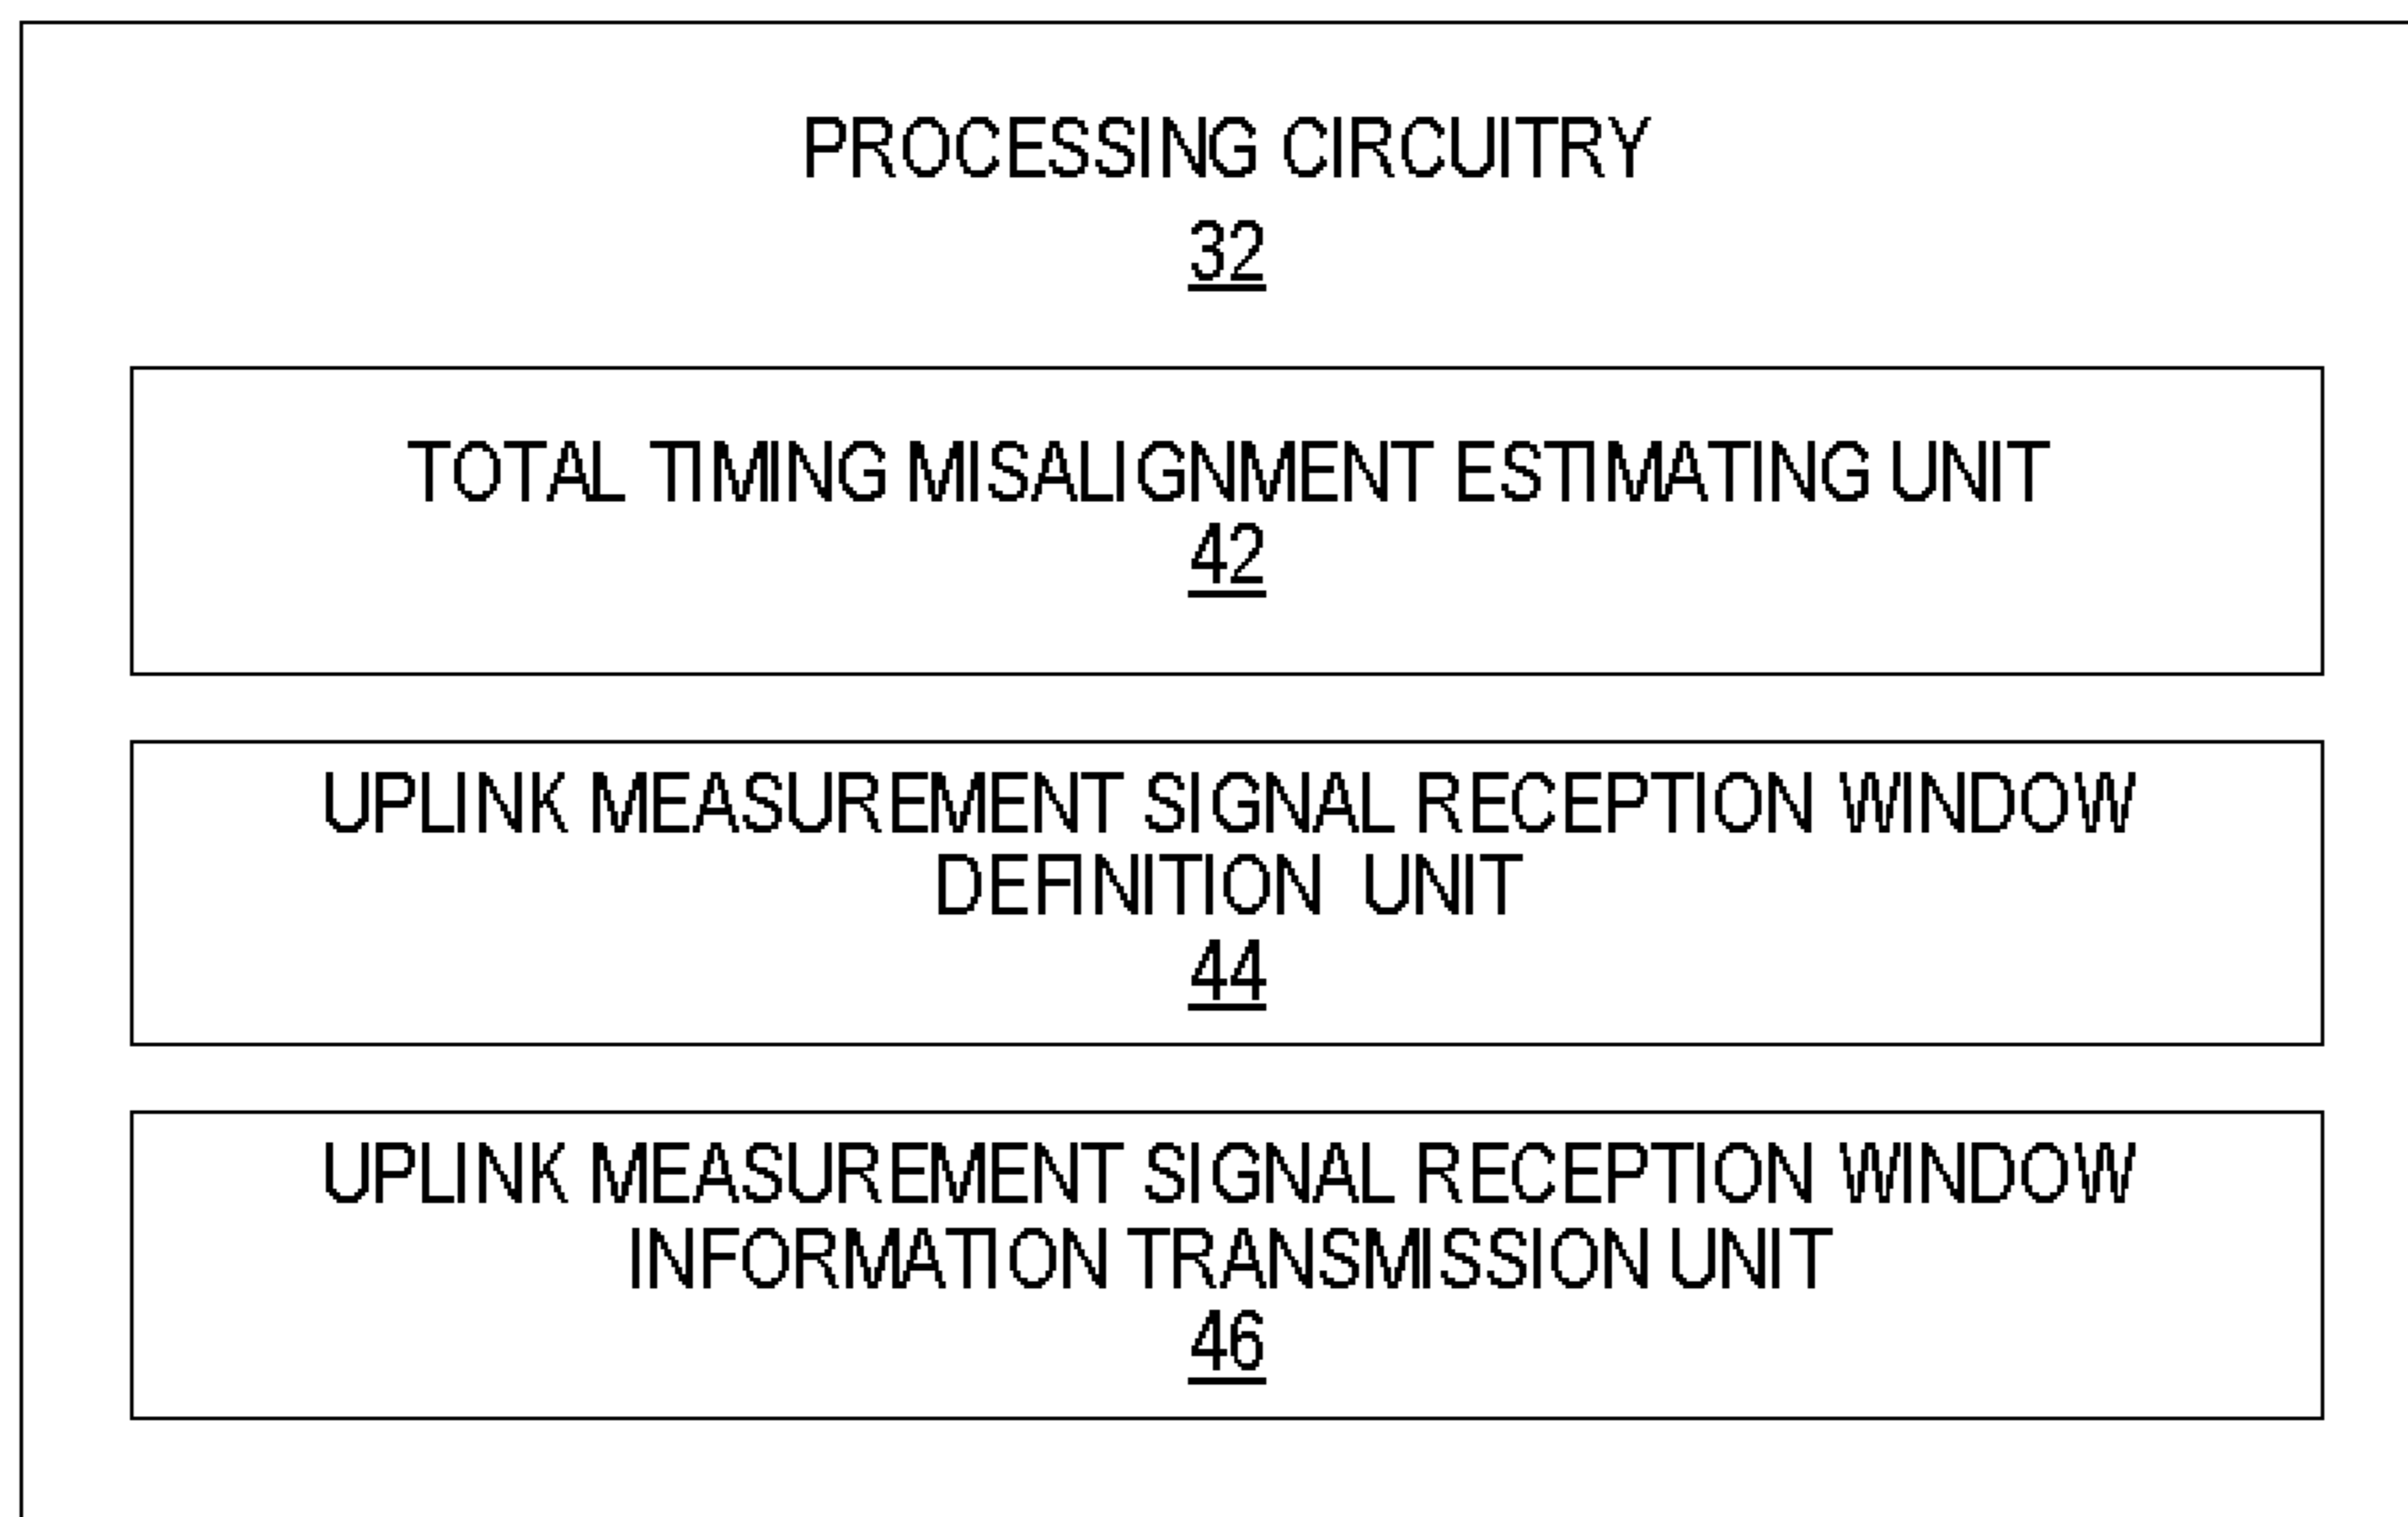 PROCESSING CIRCUITRY
32
TOTAL TIMING MISALIGNMENT ESTIMATING UNIT
42
UPLINK MEASUREMENT SIGNAL RECEPTION WINDOW
DEFINITION UNIT
44
UPLINK MEASUREMENT SIGNAL RECEPTION WINDOW
INFORMATION TRANSMISSION UNIT
46